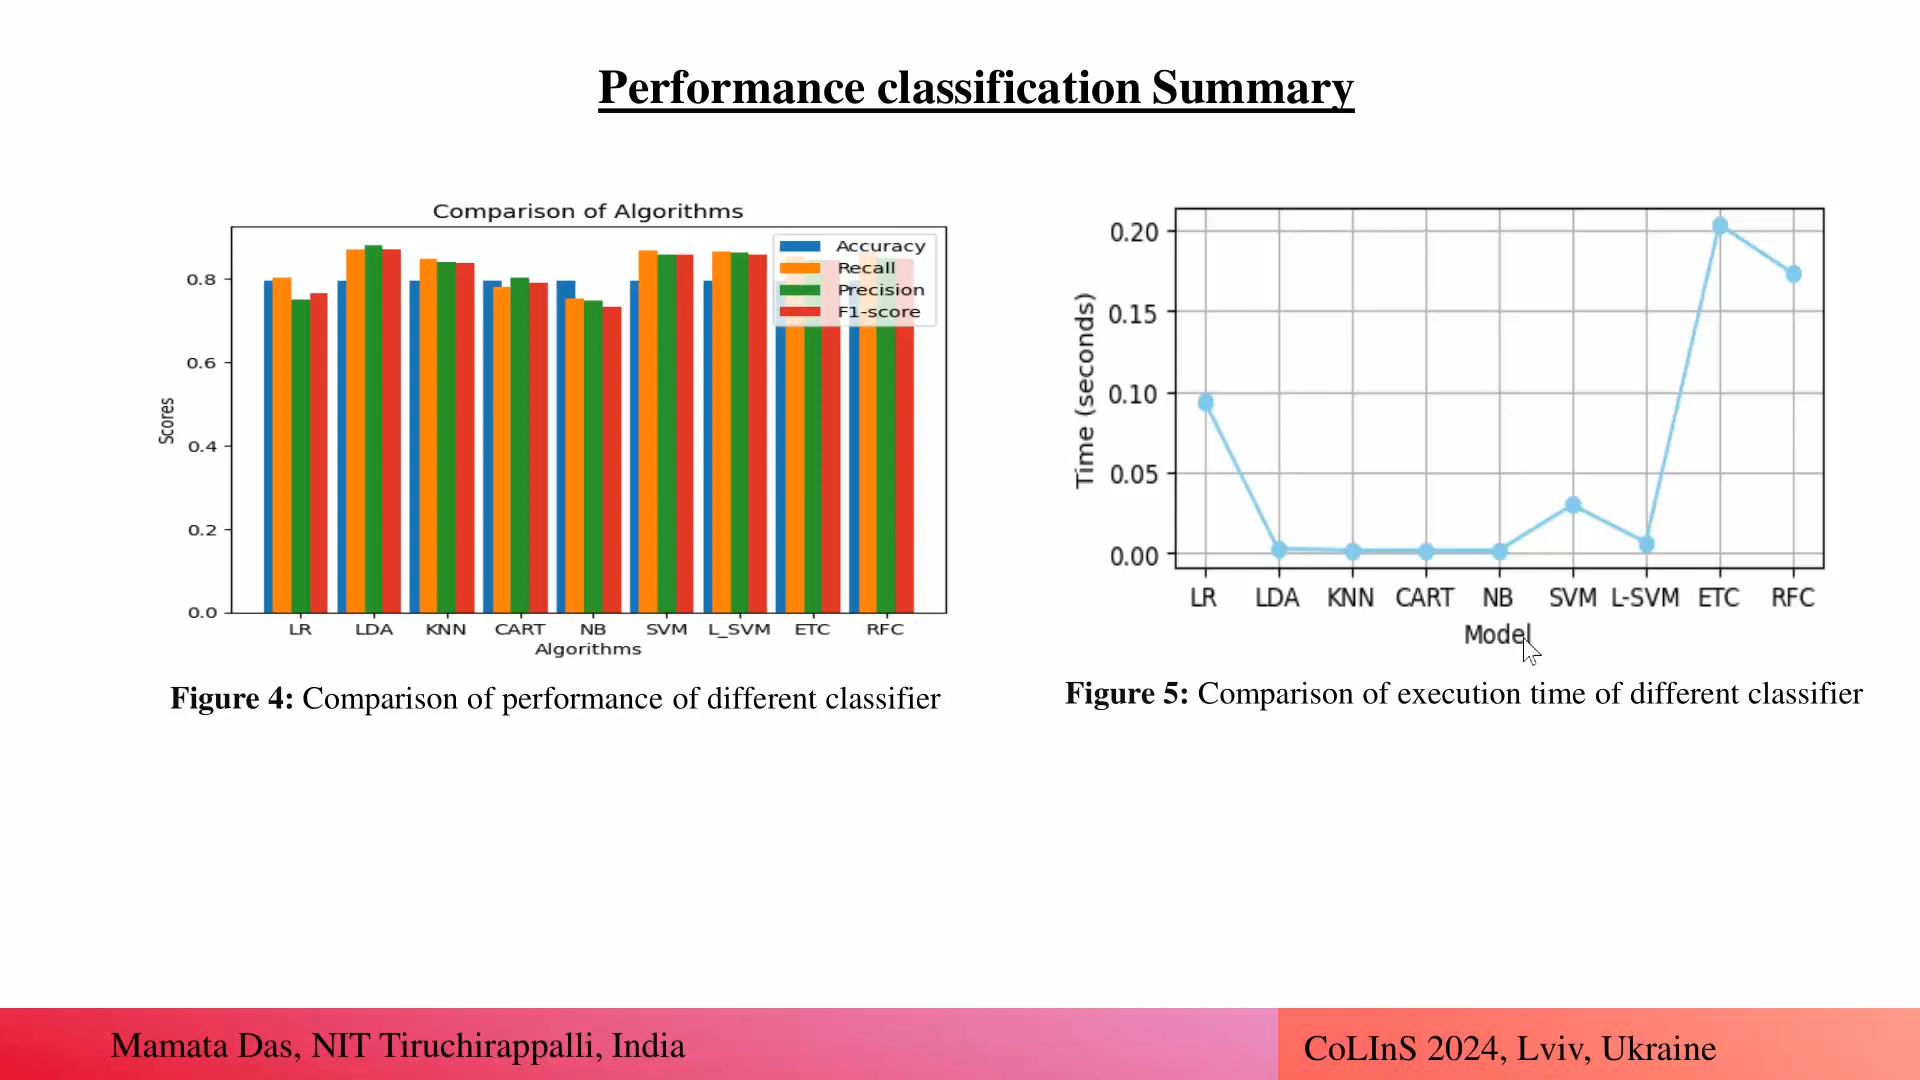 Performance classification Summary
Comparison of Algorithms
Accuracy
Recall
Precision
F1-score
0.8
0.6
0.4
0.2
0.0
Scores
LR LDA KNN CART NB SVM L_SVM ETC RFC
Algorithms
Figure 4: Comparison of performance of different classifier
0.20
0.15
0.10
0.05
0.00
Time (seconds)
LR LDA KNN CART NB SVM L-SVM ETC RFC
Model
Figure 5: Comparison of execution time of different classifier
Mamata Das, NIT Tiruchirappalli, India
CoLInS 2024, Lviv, Ukraine